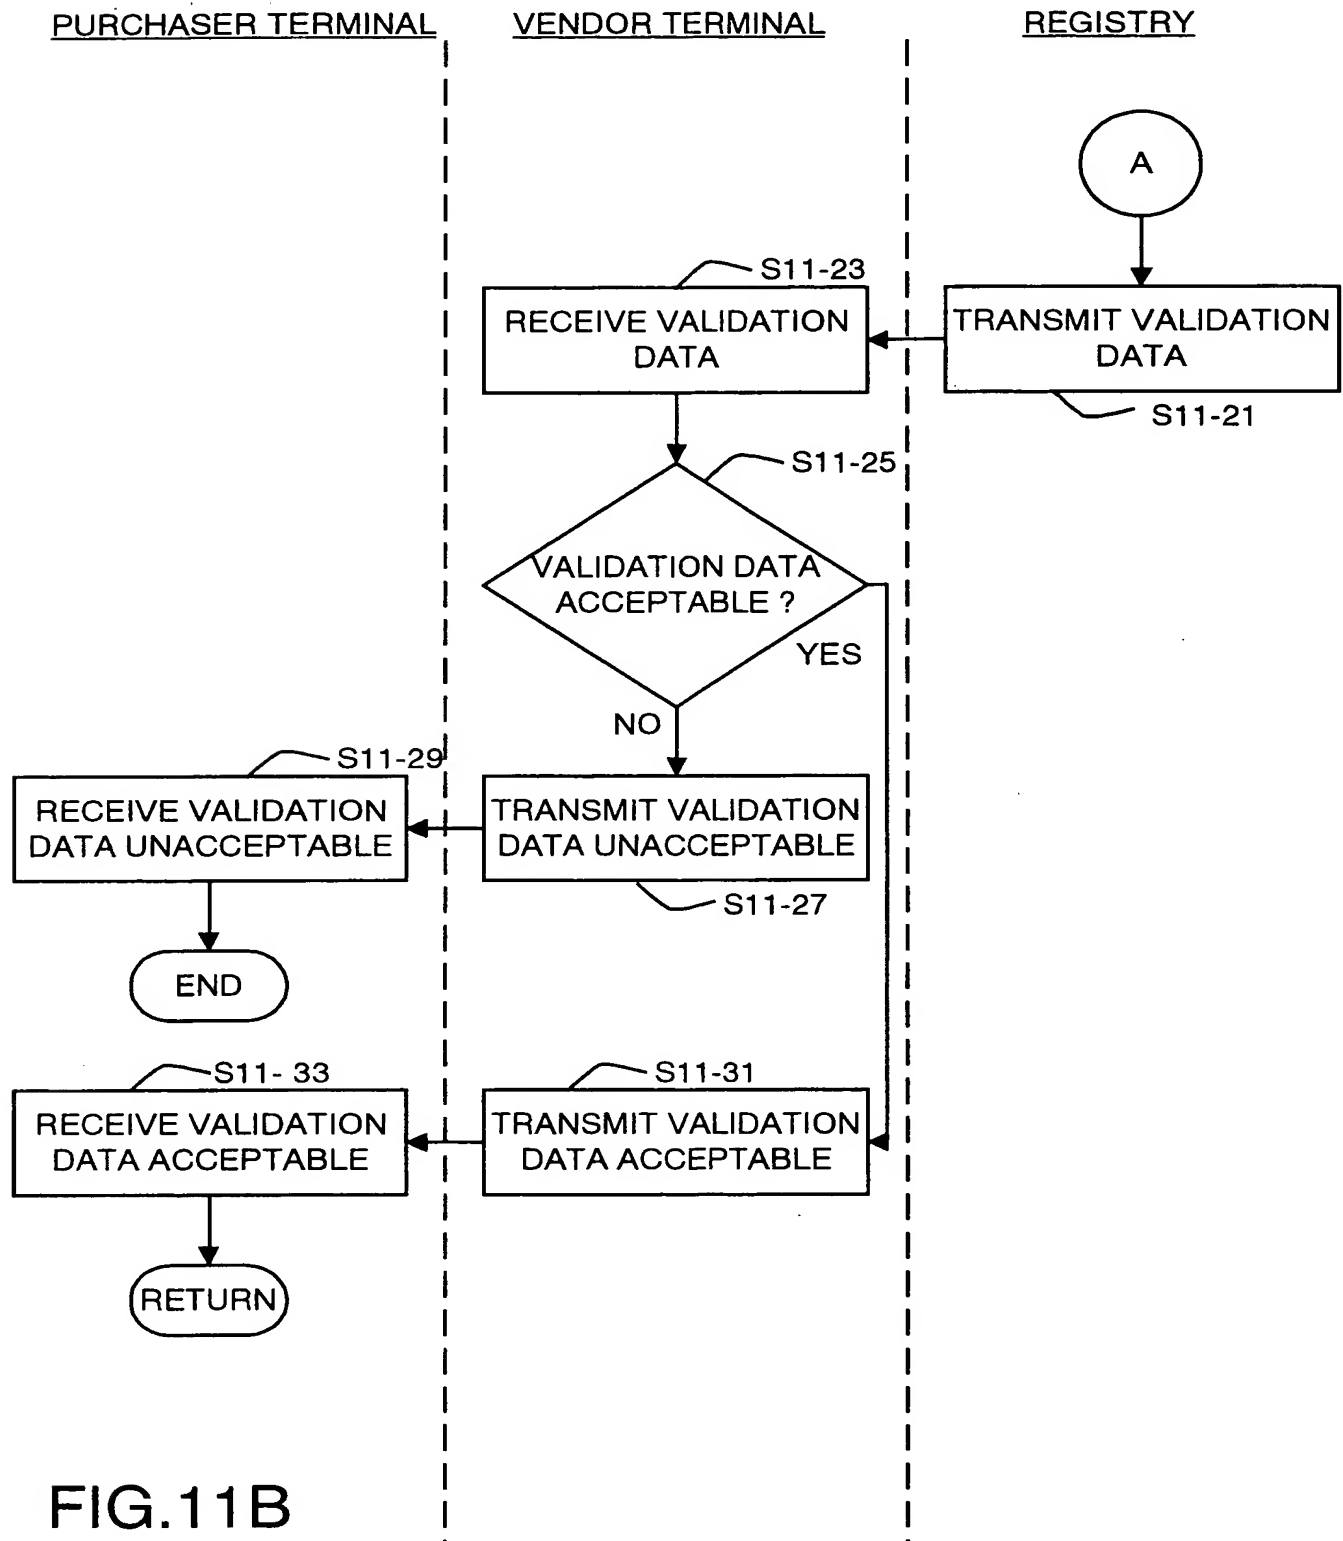 PURCHASER TERMINAL
VENDOR TERMINAL
REGISTRY
A
S11-23
RECEIVE VALIDATION
DATA
TRANSMIT VALIDATION
DATA
S11-21
S11-25
VALIDATION DATA
ACCEPTABLE ?
YES
NO
S11-29
RECEIVE VALIDATION
DATA UNACCEPTABLE
TRANSMIT VALIDATION
DATA UNACCEPTABLE
S11-27
END
S11- 33
RECEIVE VALIDATION
DATA ACCEPTABLE
S11-31
TRANSMIT VALIDATION
DATA ACCEPTABLE
RETURN
FIG.11B